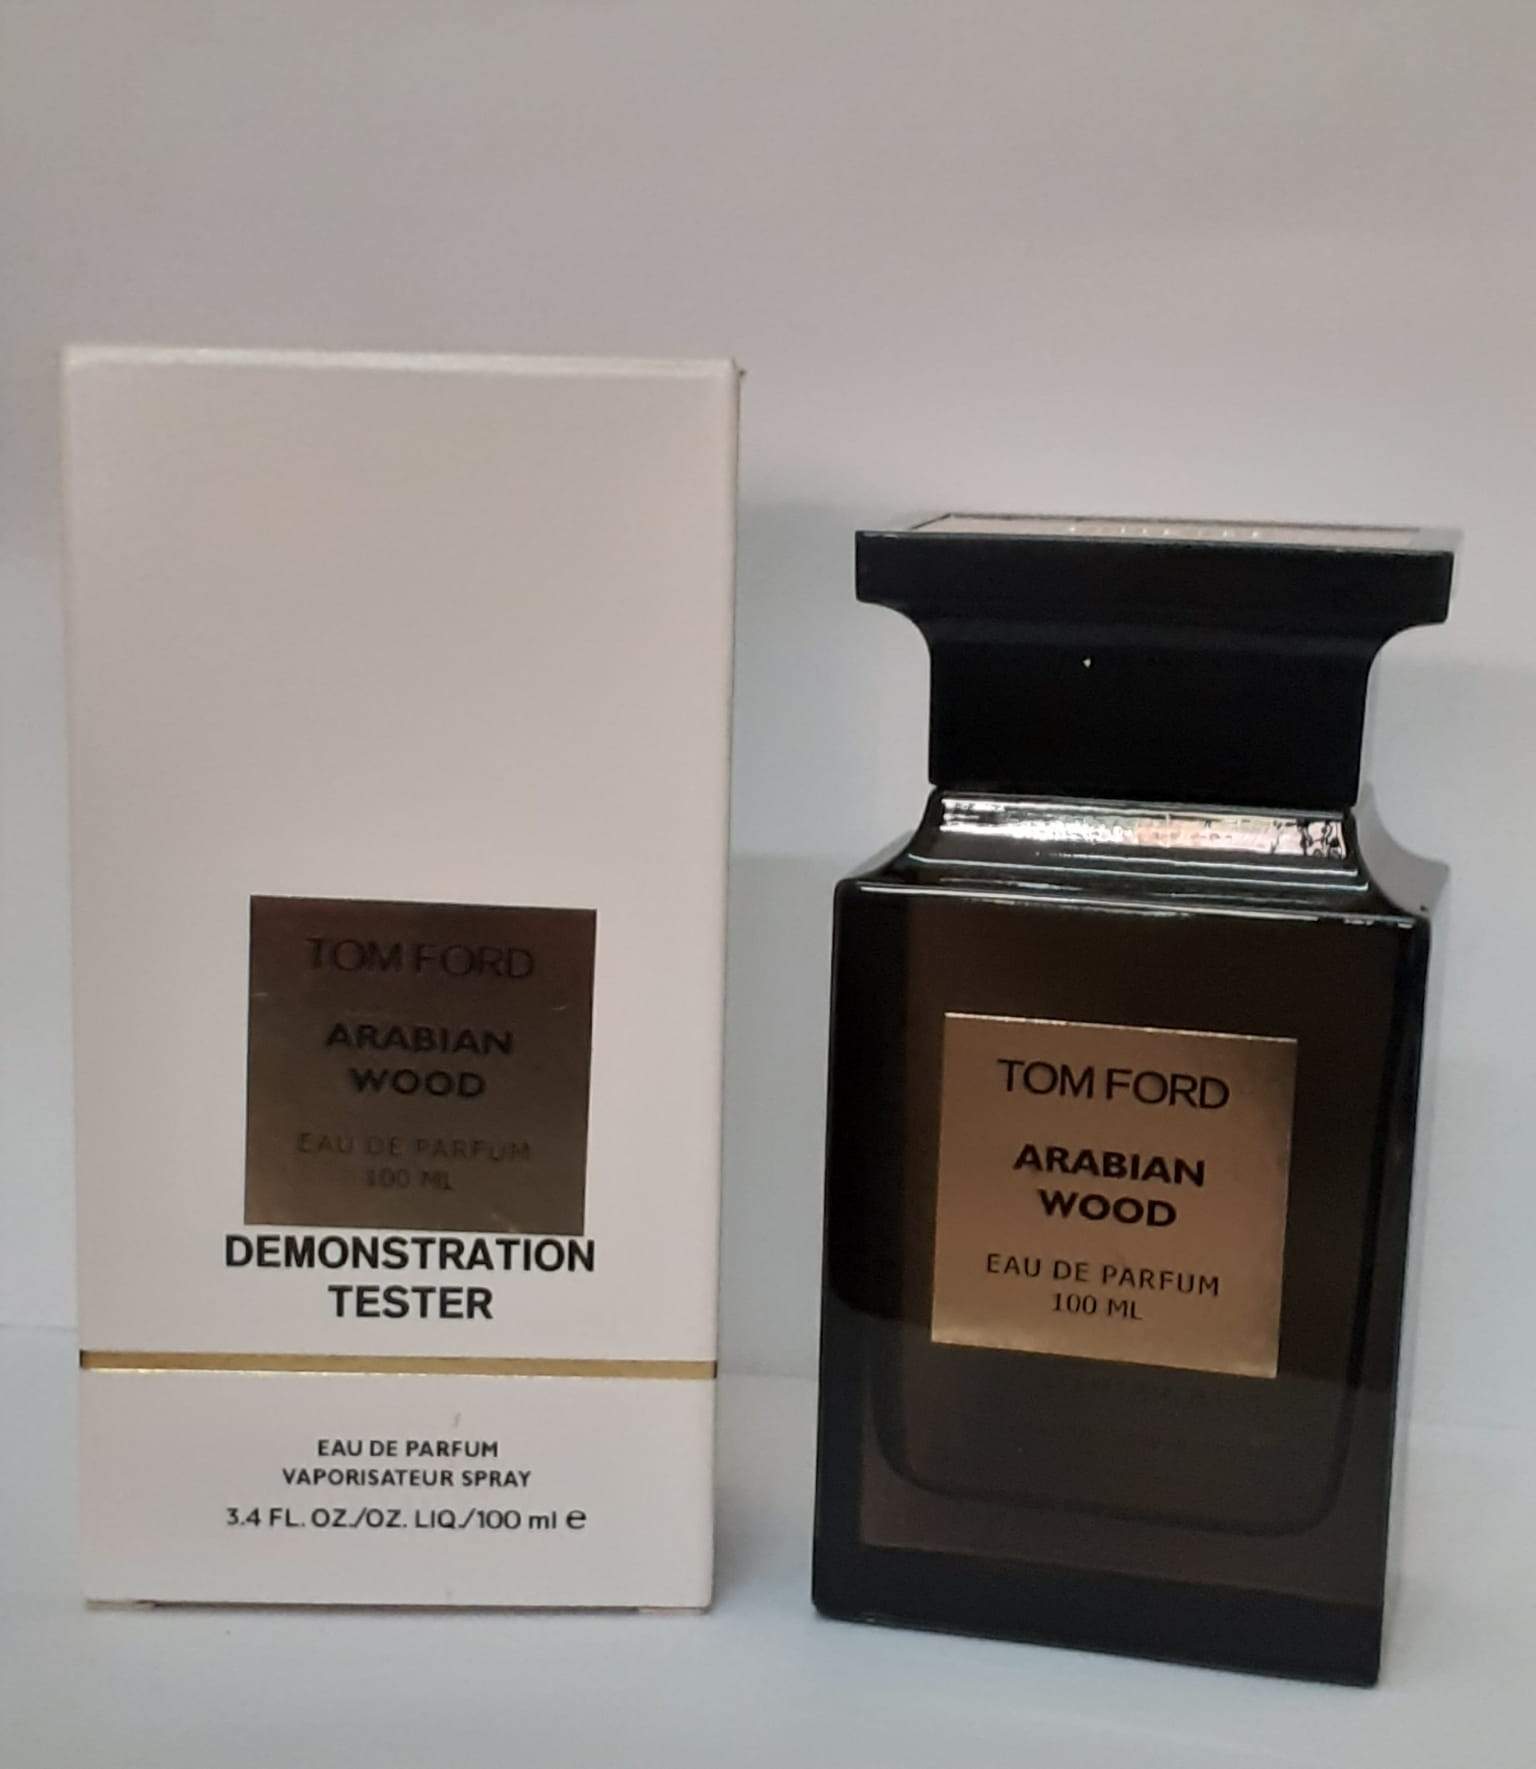 TOM FORD
ARABIAN
WOOD
EAU DE PARFUM
100 ML
DEMONSTRATION
TESTER
EAU DE PARFUM
VAPORISATEUR SPRAY
3.4 FL. OZ./OZ. LIQ./100 ml e
TOM FORD
ARABIAN
WOOD
EAU DE PARFUM
100 ML